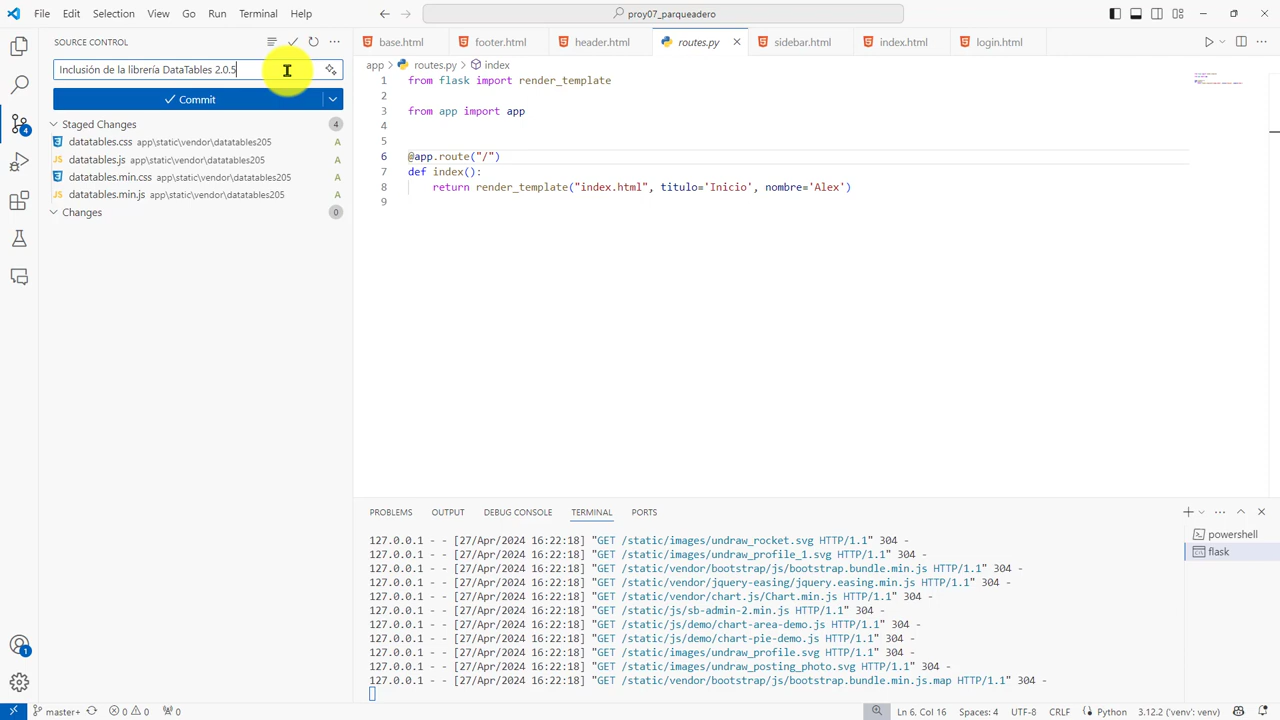 File Edit Selection View Go Run Terminal Help
proy07_parqueadero
SOURCE CONTROL
Inclusión de la librería DataTables 2.0.5
Commit
Staged Changes 4
datatables.css app\static\vendor\datatables205 A
datatables.js app\static\vendor\datatables205 A
datatables.min.css app\static\vendor\datatables205 A
datatables.min.js app\static\vendor\datatables205 A
Changes 0
4
1
base.html footer.html header.html routes.py sidebar.html index.html login.html
app > routes.py > index
1 from flask import render_template
2
3 from app import app
4
5
6 @app.route("/")
7 def index():
8 return render_template("index.html", titulo='Inicio', nombre='Alex')
9
PROBLEMS OUTPUT DEBUG CONSOLE TERMINAL PORTS
127.0.0.1 - - [27/Apr/2024 16:22:18] "GET /static/images/undraw_rocket.svg HTTP/1.1" 304 -
127.0.0.1 - - [27/Apr/2024 16:22:18] "GET /static/images/undraw_profile_1.svg HTTP/1.1" 304 -
127.0.0.1 - - [27/Apr/2024 16:22:18] "GET /static/vendor/bootstrap/js/bootstrap.bundle.min.js HTTP/1.1" 304 -
127.0.0.1 - - [27/Apr/2024 16:22:18] "GET /static/vendor/jquery-easing/jquery.easing.min.js HTTP/1.1" 304 -
127.0.0.1 - - [27/Apr/2024 16:22:18] "GET /static/vendor/chart.js/Chart.min.js HTTP/1.1" 304 -
127.0.0.1 - - [27/Apr/2024 16:22:18] "GET /static/js/sb-admin-2.min.js HTTP/1.1" 304 -
127.0.0.1 - - [27/Apr/2024 16:22:18] "GET /static/js/demo/chart-area-demo.js HTTP/1.1" 304 -
127.0.0.1 - - [27/Apr/2024 16:22:18] "GET /static/js/demo/chart-pie-demo.js HTTP/1.1" 304 -
127.0.0.1 - - [27/Apr/2024 16:22:18] "GET /static/images/undraw_profile.svg HTTP/1.1" 304 -
127.0.0.1 - - [27/Apr/2024 16:22:18] "GET /static/images/undraw_posting_photo.svg HTTP/1.1" 304 -
127.0.0.1 - - [27/Apr/2024 16:22:18] "GET /static/vendor/bootstrap/js/bootstrap.bundle.min.js.map HTTP/1.1" 304 -
powershell
flask
master+ 0 0 0 Ln 6, Col 16 Spaces: 4 UTF-8 CRLF Python 3.12.2 ('venv': venv)